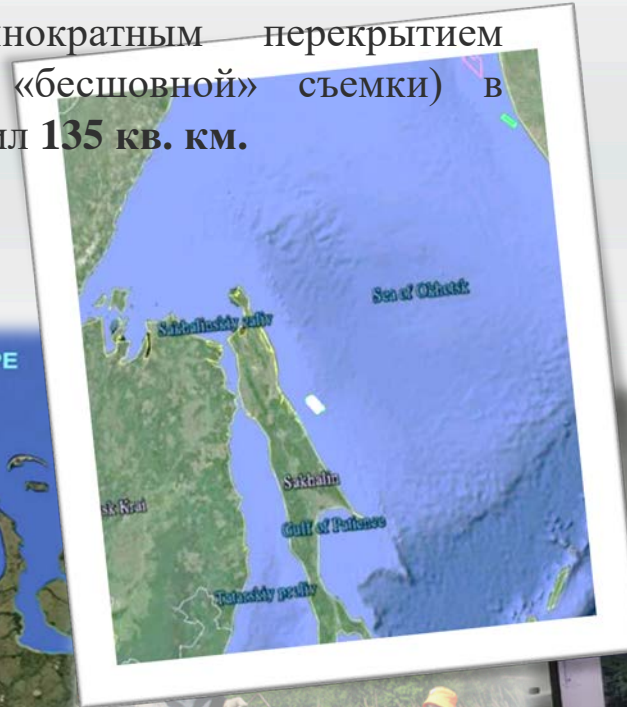 нократным перекрытием
«бесшовной» съемки) в
ил 135 кв. км.
Sea of Okhotsk
Sakhalinskiy zaliv
РЕ
Sakhalin
sk Krai
Gulf of Patience
Tatarskiy proliv